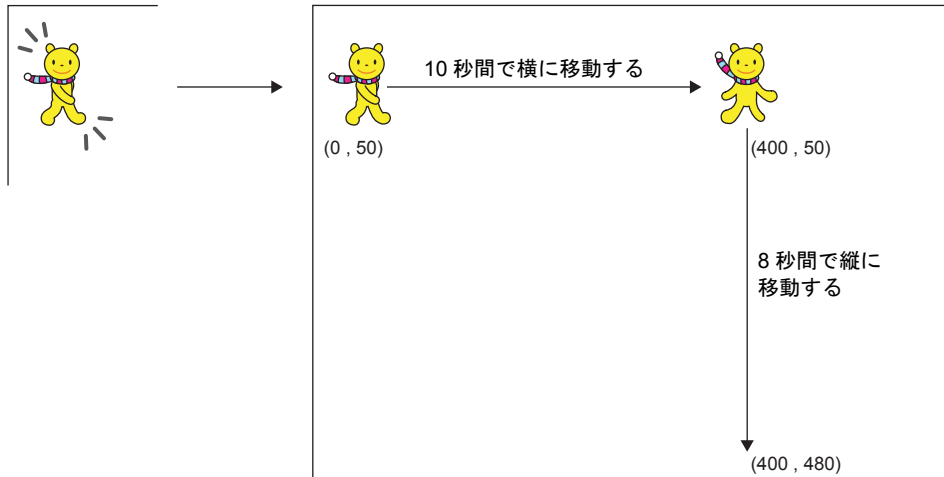 10 秒間で横に移動する
(0 , 50)
(400 , 50)
8 秒間で縦に
移動する
(400 , 480)